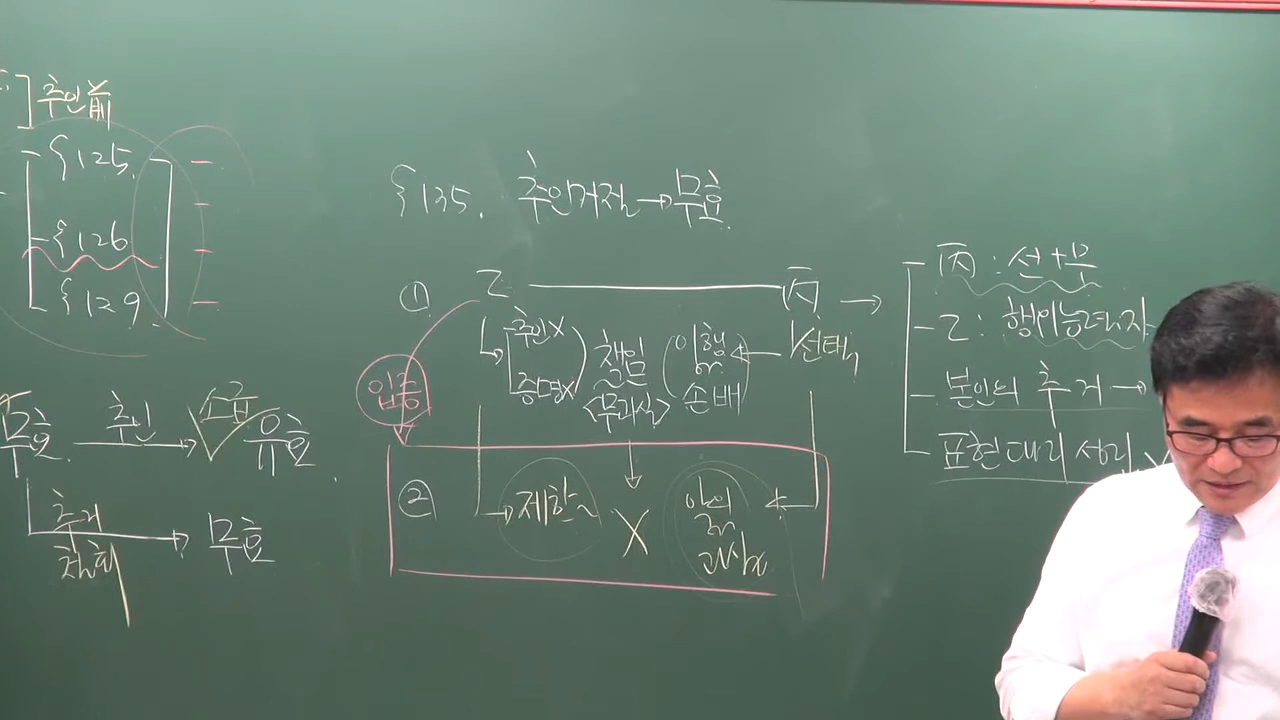 ] 추인前
§125.
§126
§129.
무효 추인 → 소급 유효
추거
철회 → 무효
§135. 추인거절 → 무효.
① 乙 丙 →
추인X
증명X
책임
<무과실>
이행
or
손배
선택
입증
② 제한~ X 악의
or
과실
丙 : 선+무
乙 : 행위능력자
본인의 추거 →
표현대리 성립